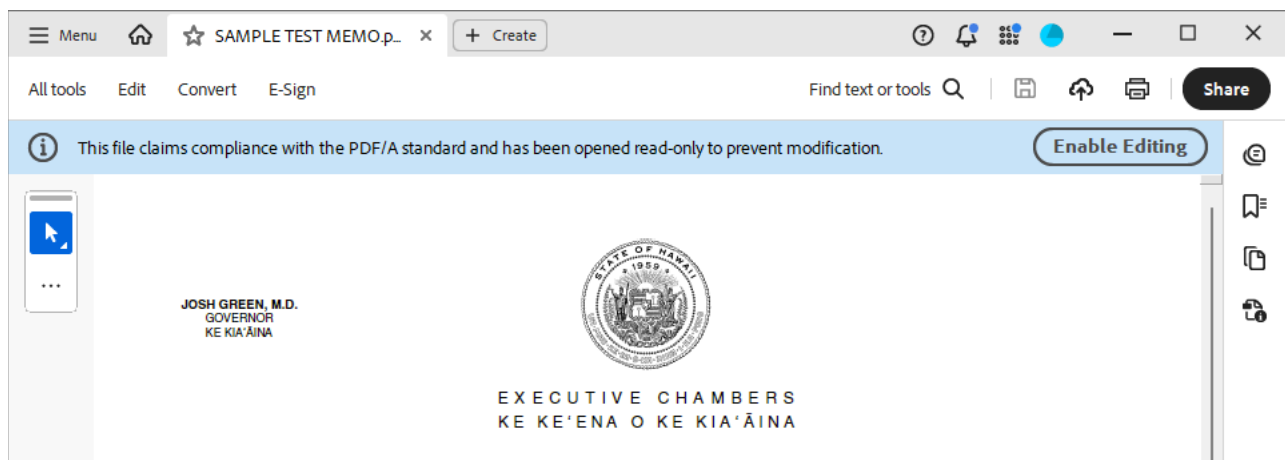 Menu SAMPLE TEST MEMO.p... Create
All tools Edit Convert E-Sign Find text or tools Share
This file claims compliance with the PDF/A standard and has been opened read-only to prevent modification. Enable Editing
STATE OF HAWAII
1959
JOSH GREEN, M.D.
GOVERNOR
KE KIAʻĀINA
EXECUTIVE CHAMBERS
KE KEʻENA O KE KIAʻĀINA